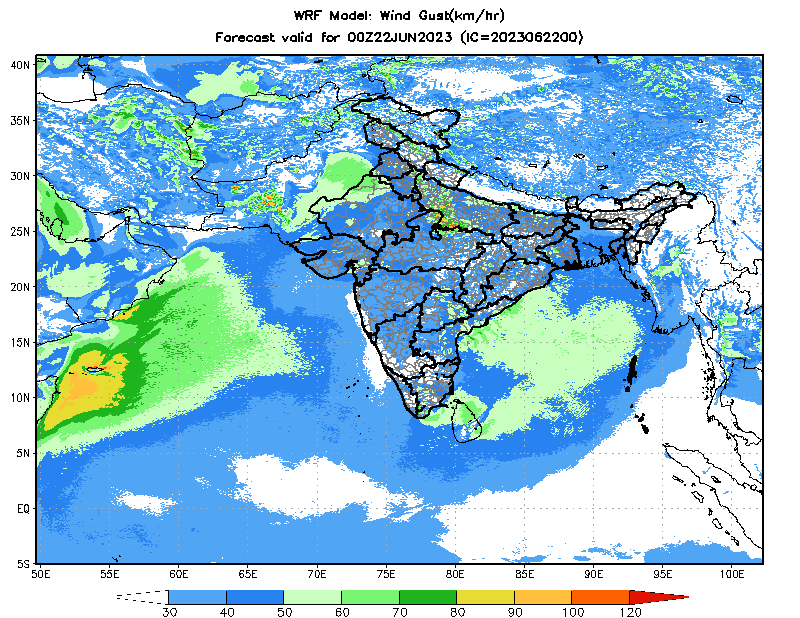 WRF Model: Wind Gust(km/hr)
Forecast valid for 00Z22JUN2023 (IC=2023062200)
40N
35N
30N
25N
20N
15N
10N
5N
EQ
5S
50E 55E 60E 65E 70E 75E 80E 85E 90E 95E 100E
30 40 50 60 70 80 90 100 120